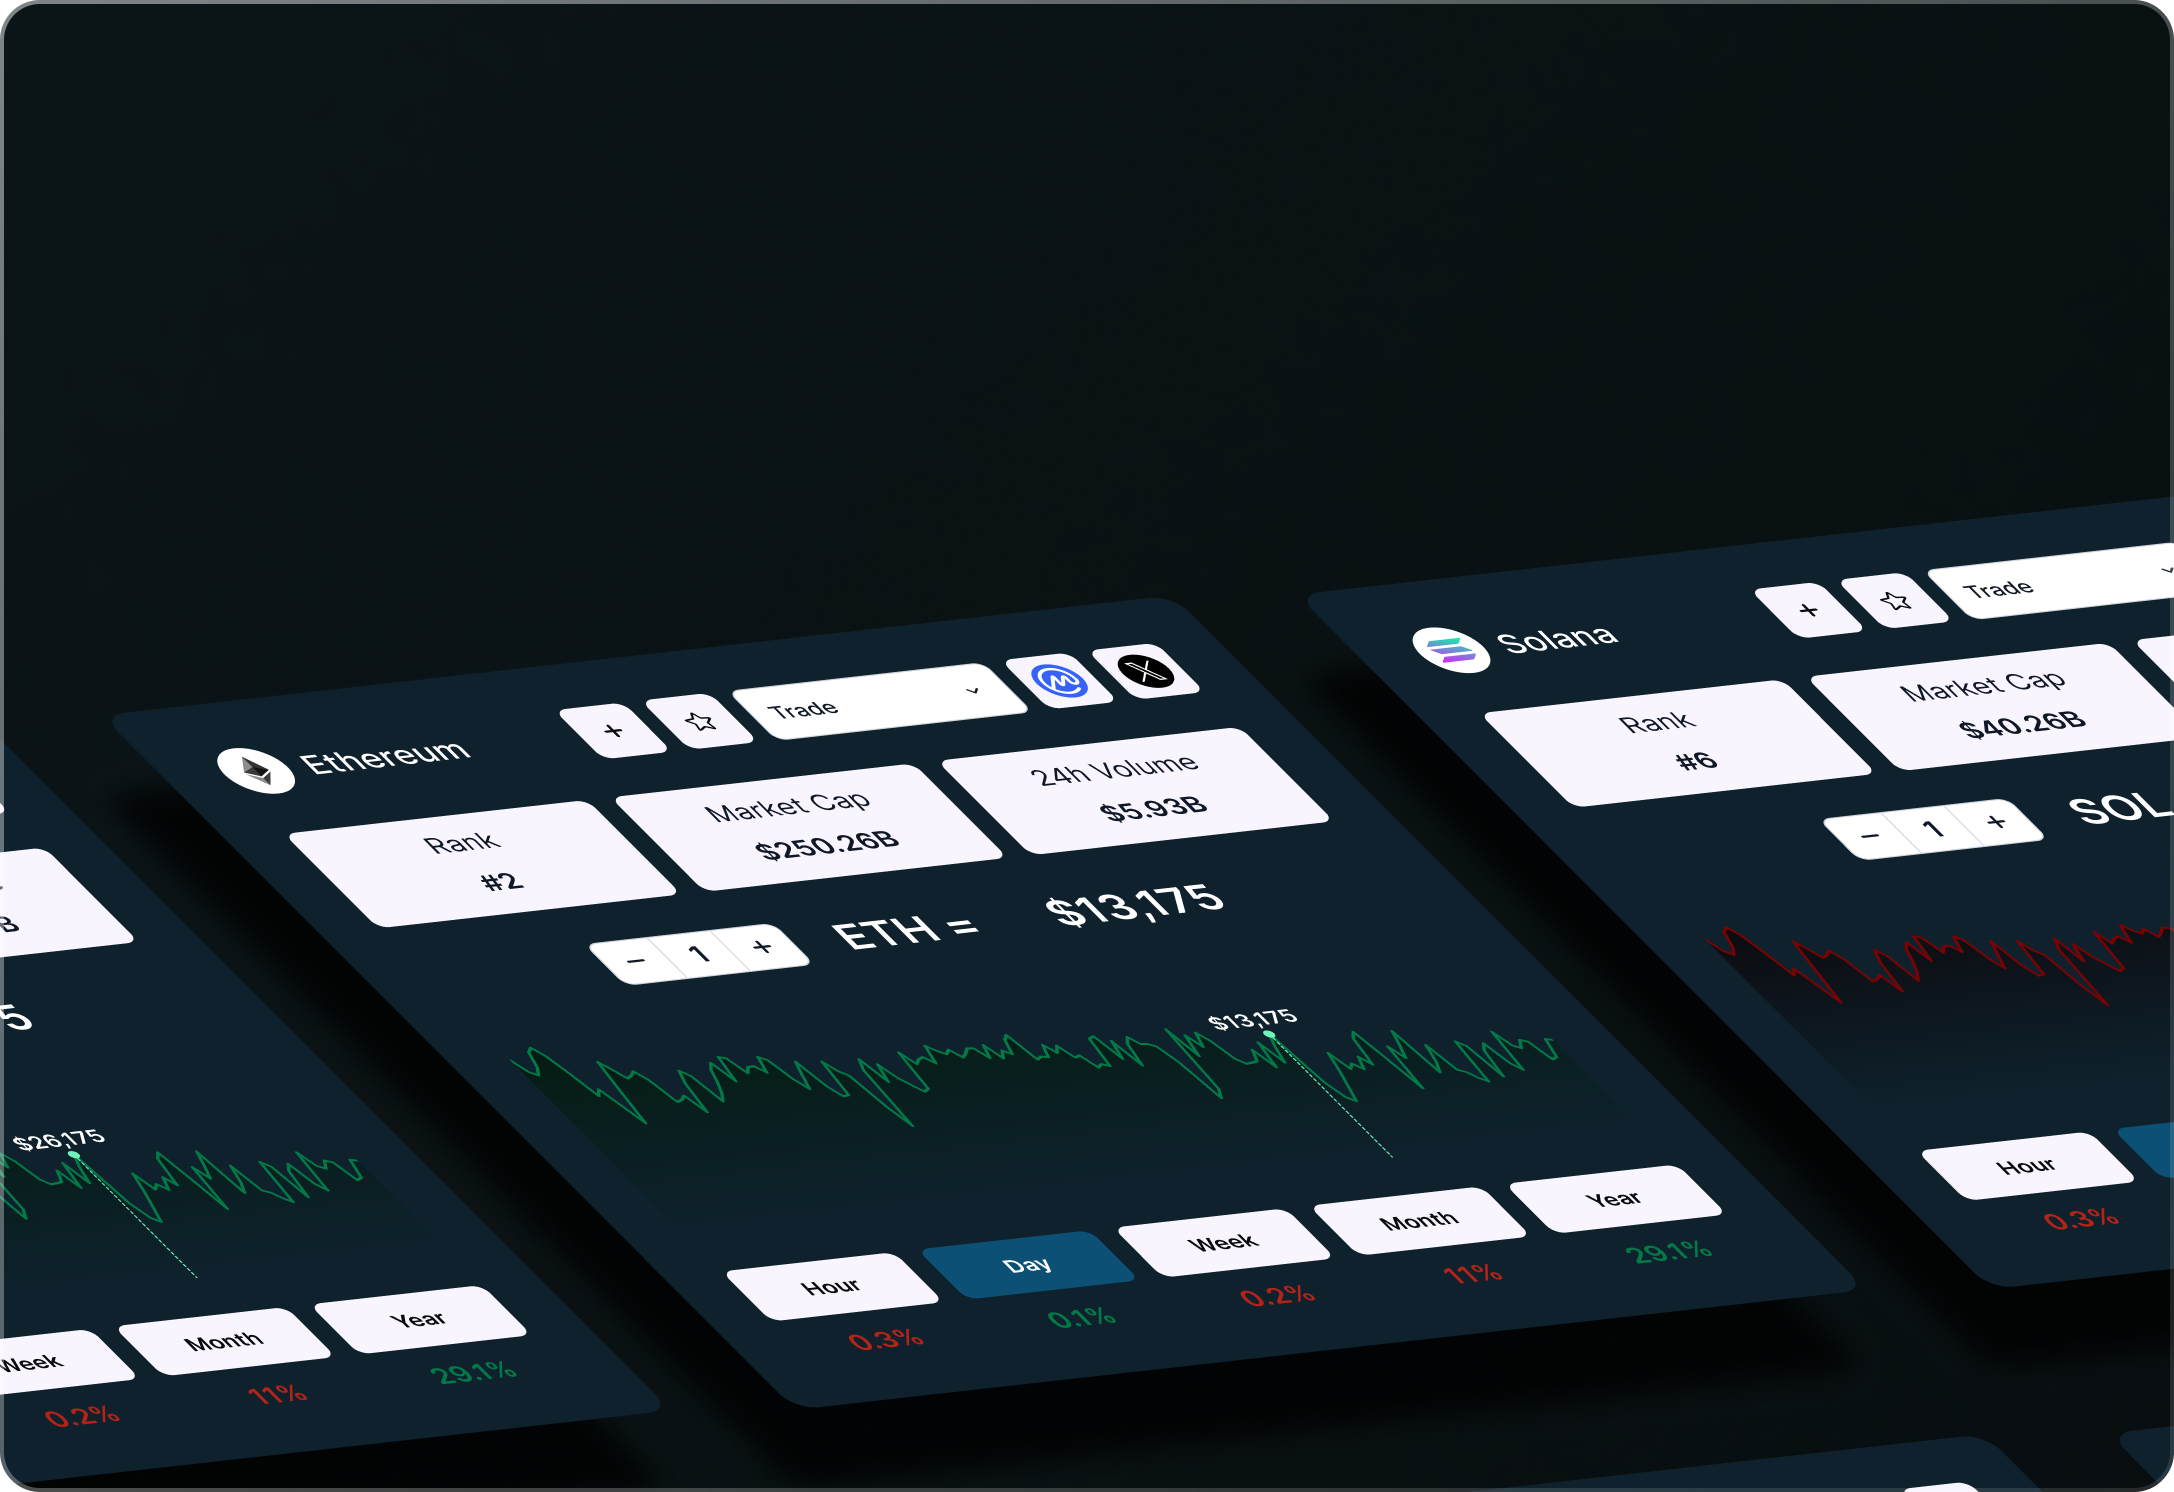 B
5
$26,175
Week
Month
Year
0.2%
11%
29.1%
Ethereum
+
Trade
Rank
#2
Market Cap
$250.26B
24h Volume
$5.93B
− 1 +
ETH =
$13,175
$13,175
Hour
Day
Week
Month
Year
0.3%
0.1%
0.2%
11%
29.1%
Solana
+
Trade
Rank
#6
Market Cap
$40.26B
− 1 +
SOL
Hour
0.3%